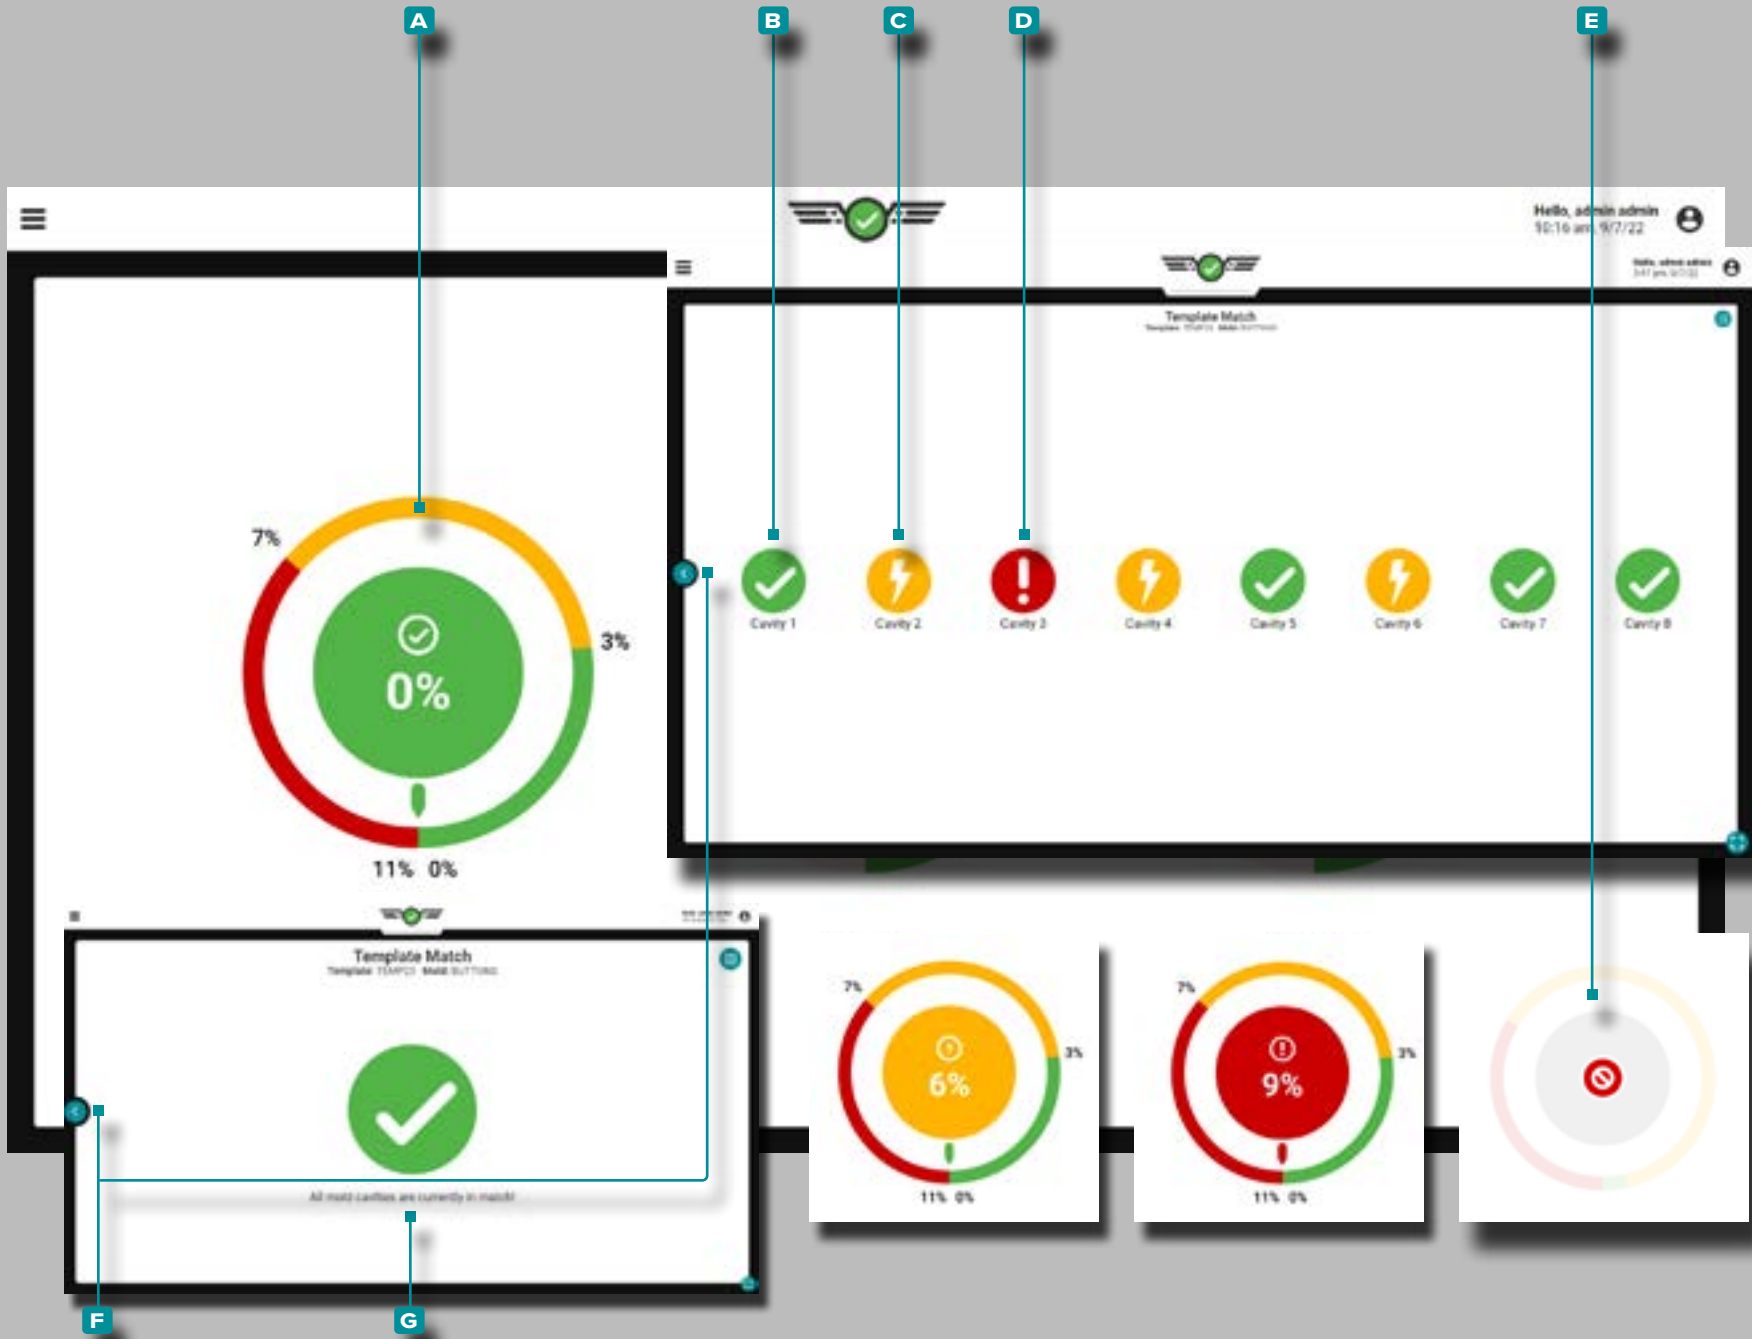 A
B
C
D
E
Hello, admin admin
10:16 am, 9/7/22
Template Match
7%
3%
0%
11% 0%
Cavity 1
Cavity 2
Cavity 3
Cavity 4
Cavity 5
Cavity 6
Cavity 7
Cavity 8
Template Match
All mold cavities are currently in match!
7%
3%
6%
11% 0%
7%
3%
9%
11% 0%
F
G